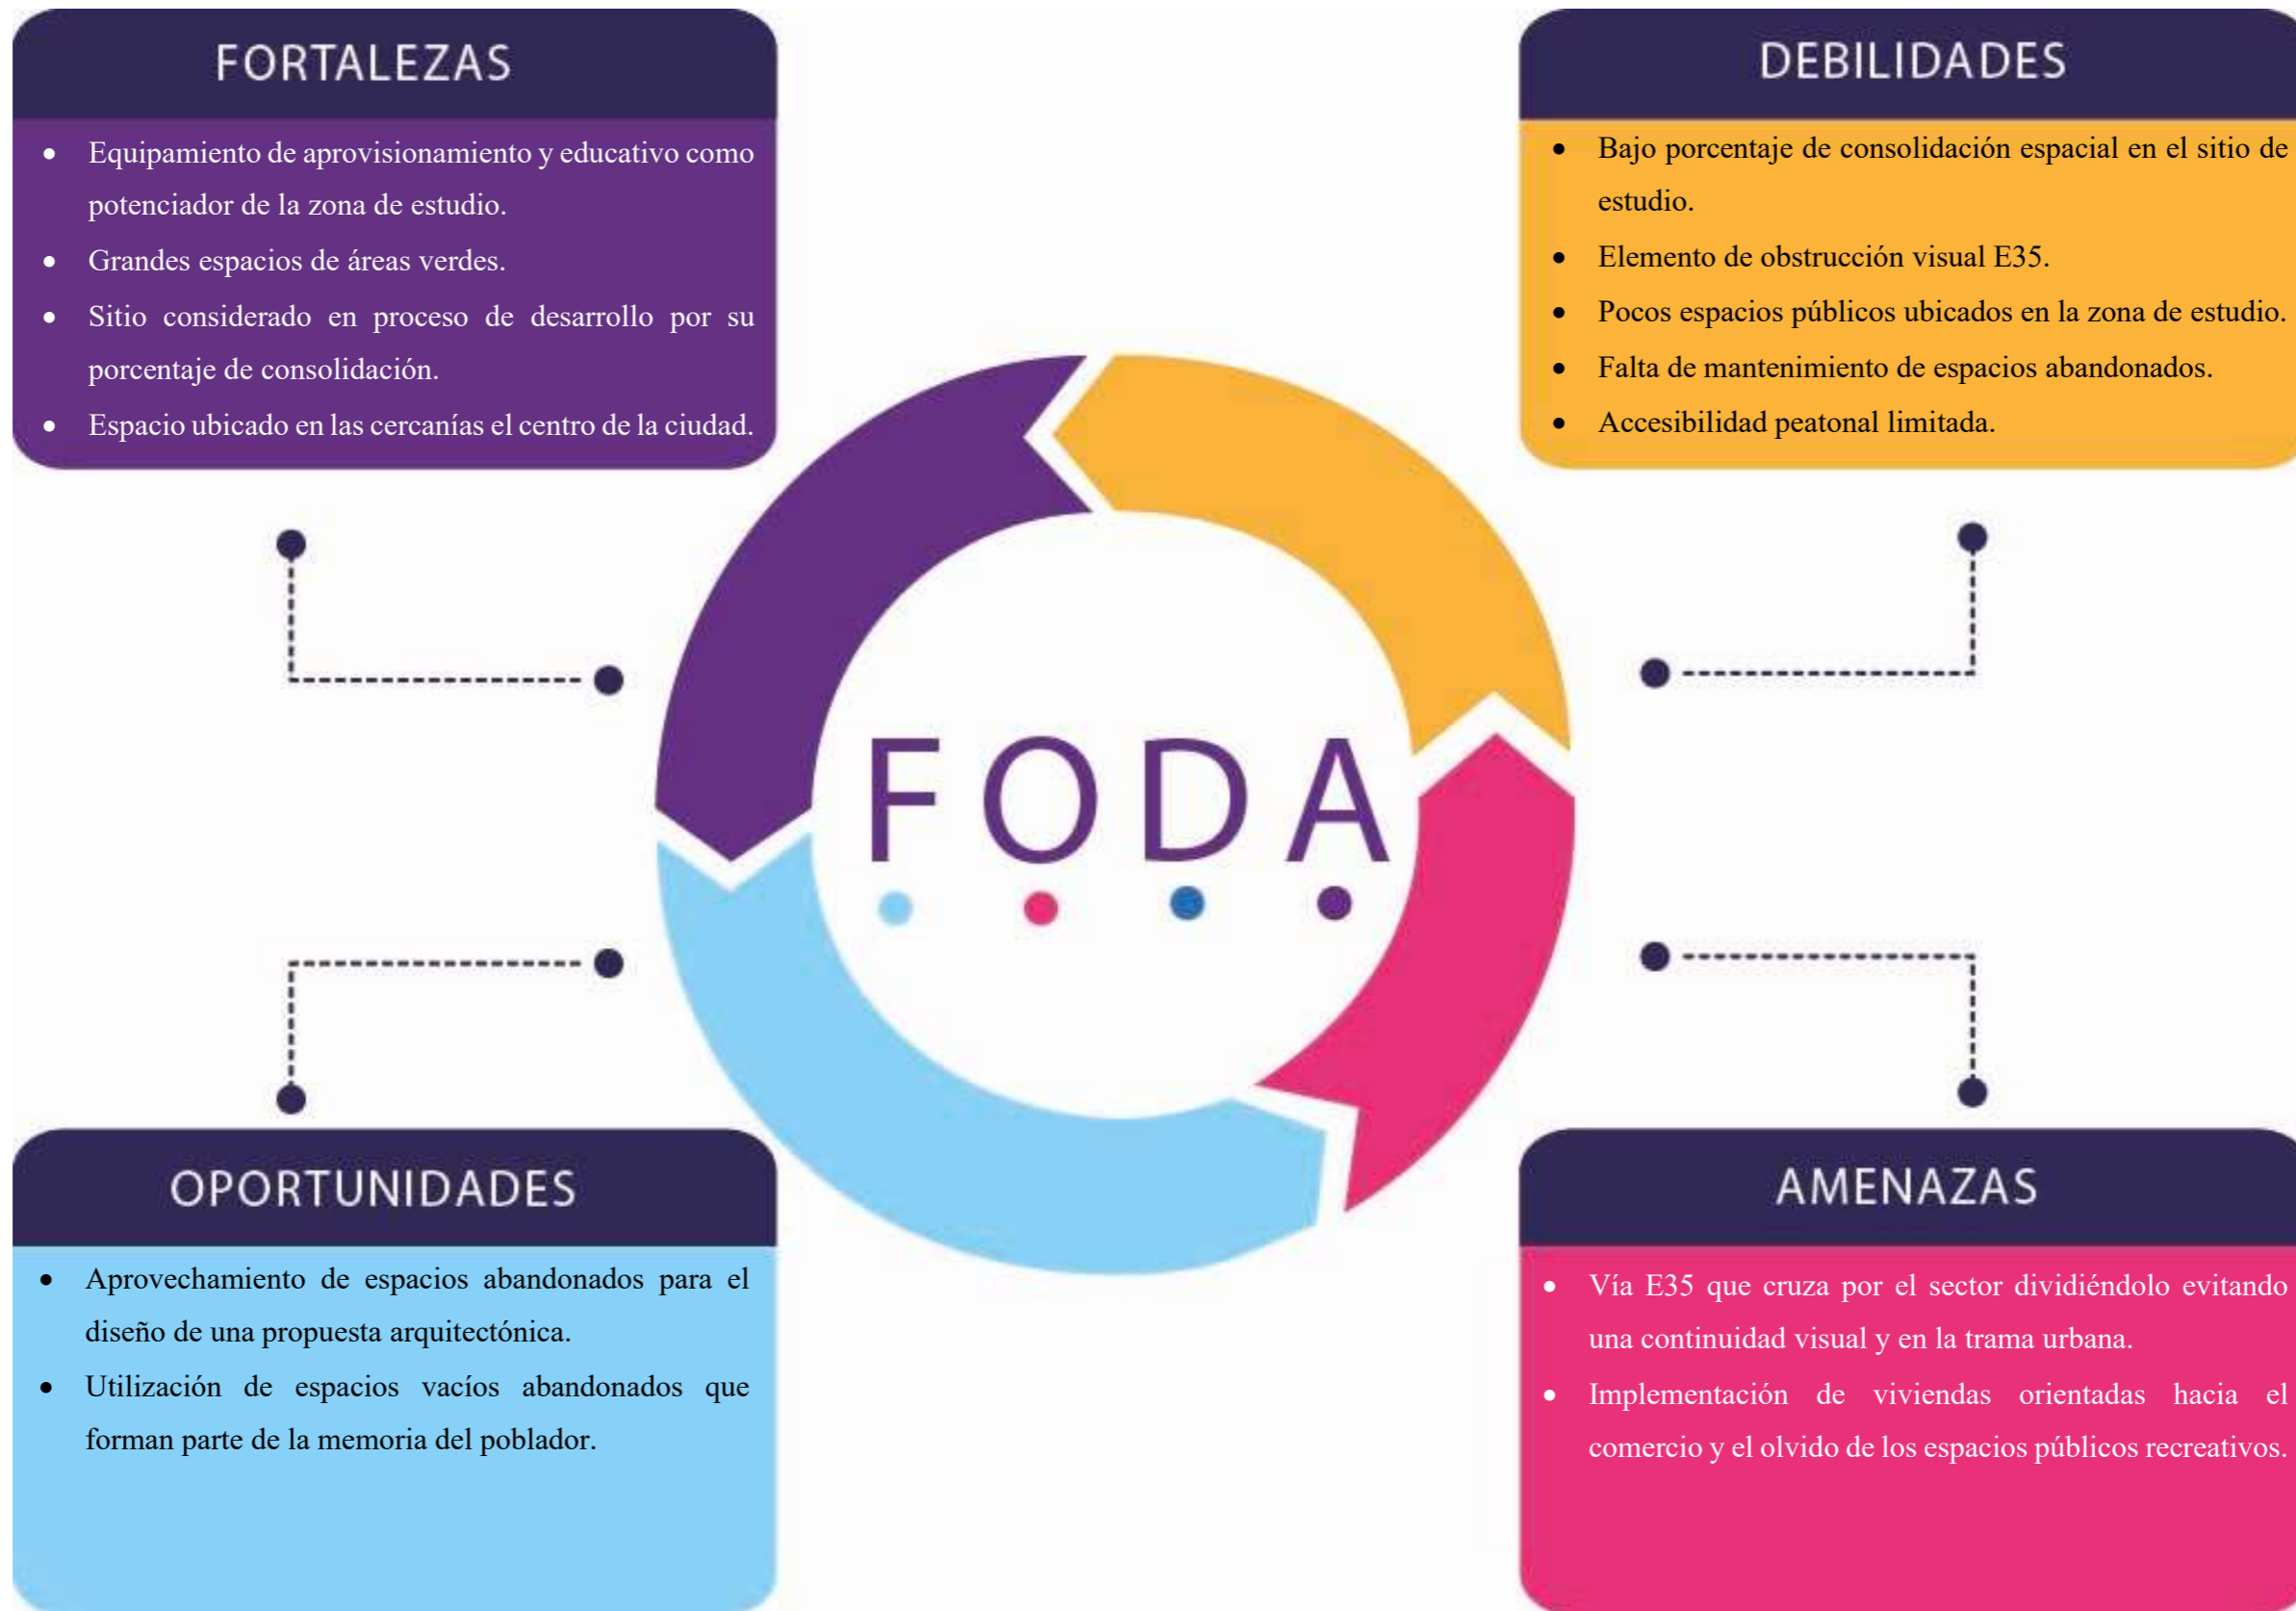 FORTALEZAS
• Equipamiento de aprovisionamiento y educativo como
potenciador de la zona de estudio.
• Grandes espacios de áreas verdes.
• Sitio considerado en proceso de desarrollo por su
porcentaje de consolidación.
• Espacio ubicado en las cercanías el centro de la ciudad.
DEBILIDADES
• Bajo porcentaje de consolidación espacial en el sitio de
estudio.
• Elemento de obstrucción visual E35.
• Pocos espacios públicos ubicados en la zona de estudio.
• Falta de mantenimiento de espacios abandonados.
• Accesibilidad peatonal limitada.
FODA
OPORTUNIDADES
• Aprovechamiento de espacios abandonados para el
diseño de una propuesta arquitectónica.
• Utilización de espacios vacíos abandonados que
forman parte de la memoria del poblador.
AMENAZAS
• Vía E35 que cruza por el sector dividiéndolo evitando
una continuidad visual y en la trama urbana.
• Implementación de viviendas orientadas hacia el
comercio y el olvido de los espacios públicos recreativos.